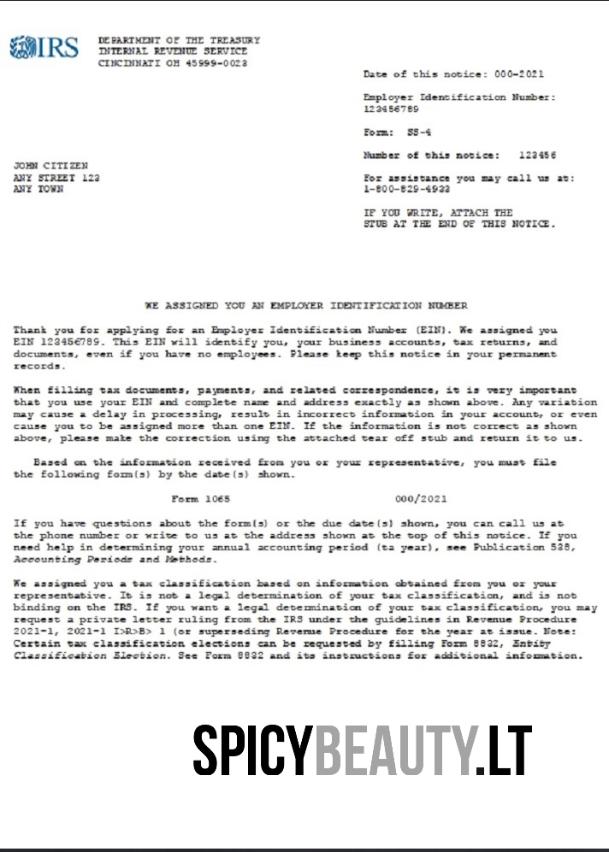 IRS
DEPARTMENT OF THE TREASURY
INTERNAL REVENUE SERVICE
CINCINNATI OH 45999-0023
Date of this notice: 000-2021
Employer Identification Number:
123456789
Form: SS-4
Number of this notice: 123456
For assistance you may call us at:
1-800-829-4933
IF YOU WRITE, ATTACH THE
STUB AT THE END OF THIS NOTICE.
JOHN CITIZEN
ANY STREET 123
ANY TOWN
WE ASSIGNED YOU AN EMPLOYER IDENTIFICATION NUMBER
Thank you for applying for an Employer Identification Number (EIN). We assigned you
EIN 123456789. This EIN will identify you, your business accounts, tax returns, and
documents, even if you have no employees. Please keep this notice in your permanent
records.
When filling tax documents, payments, and related correspondence, it is very important
that you use your EIN and complete name and address exactly as shown above. Any variation
may cause a delay in processing, result in incorrect information in your account, or even
cause you to be assigned more than one EIN. If the information is not correct as shown
above, please make the correction using the attached tear off stub and return it to us.
Based on the information received from you or your representative, you must file
the following form(s) by the date(s) shown.
Form 1065 000/2021
If you have questions about the form(s) or the due date(s) shown, you can call us at
the phone number or write to us at the address shown at the top of this notice. If you
need help in determining your annual accounting period (ta year), see Publication 538,
Accounting Periods and Methods.
We assigned you a tax classification based on information obtained from you or your
representative. It is not a legal determination of your tax classification, and is not
binding on the IRS. If you want a legal determination of your tax classification, you may
request a private letter ruling from the IRS under the guidelines in Revenue Procedure
2021-1, 2021-1 I>R>B> 1 (or superseding Revenue Procedure for the year at issue. Note:
Certain tax classification elections can be requested by filling Form 8832, Entity
Classification Election. See Form 8832 and its instructions for additional information.
SPICYBEAUTY.LT